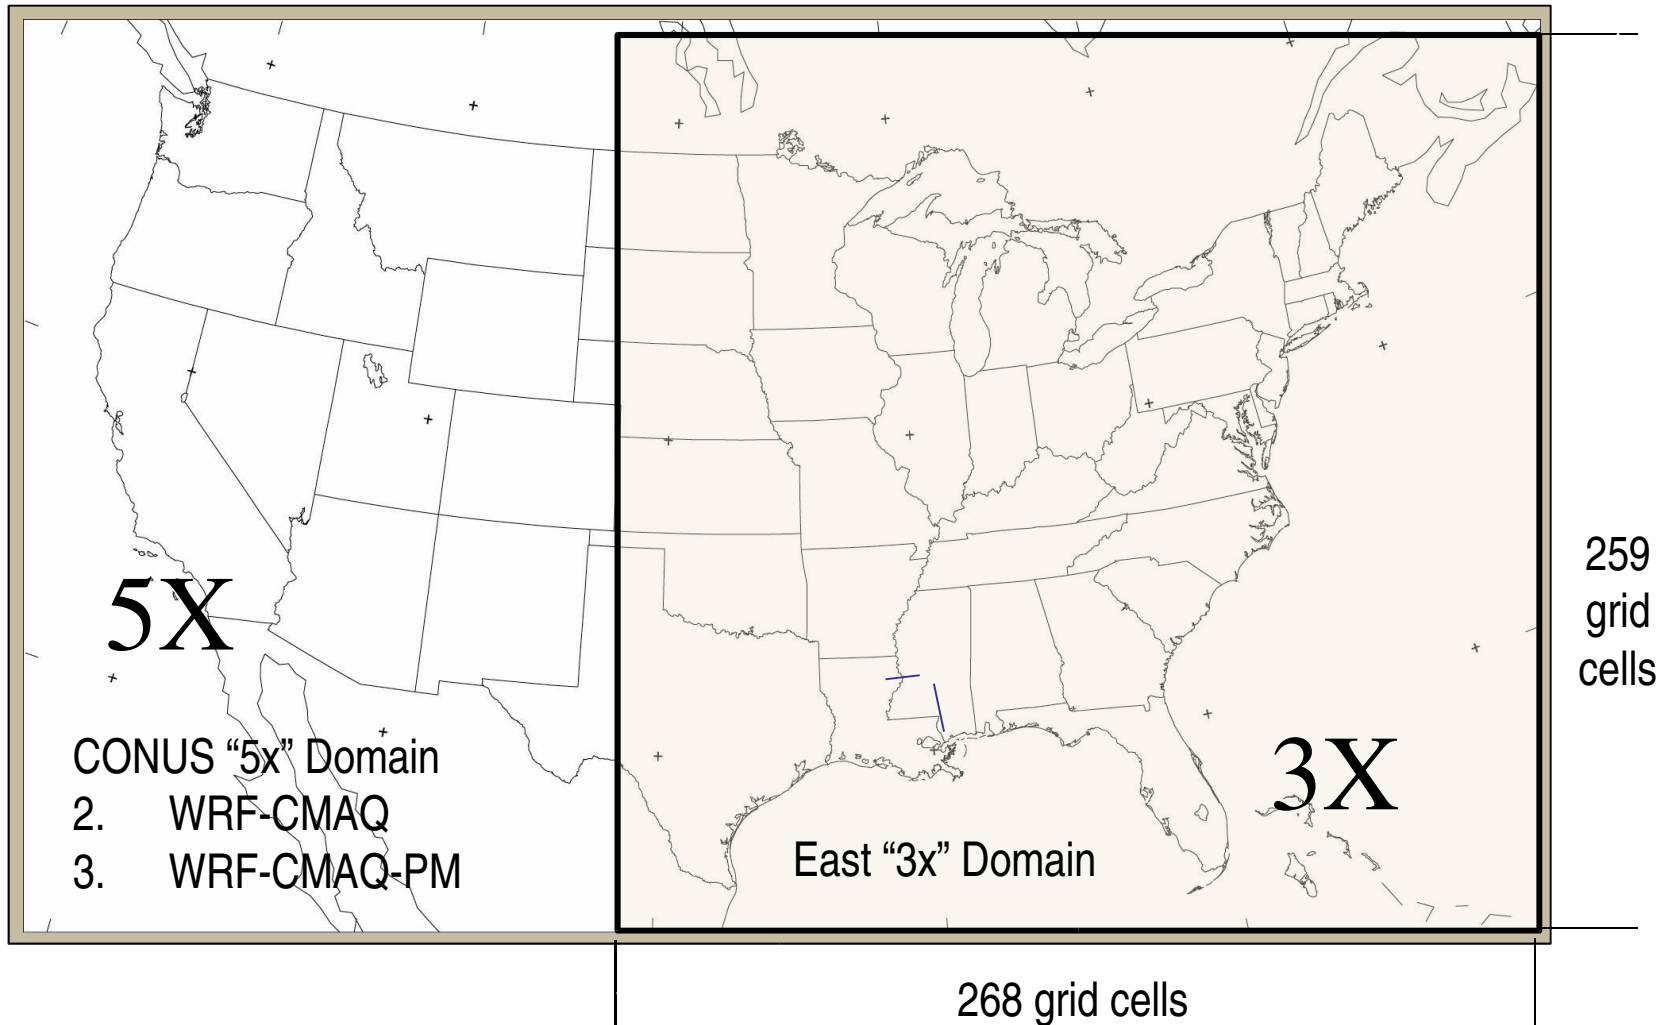 5X
CONUS “5x” Domain
2. WRF-CMAQ
3. WRF-CMAQ-PM
3X
East “3x” Domain
259
grid
cells
268 grid cells